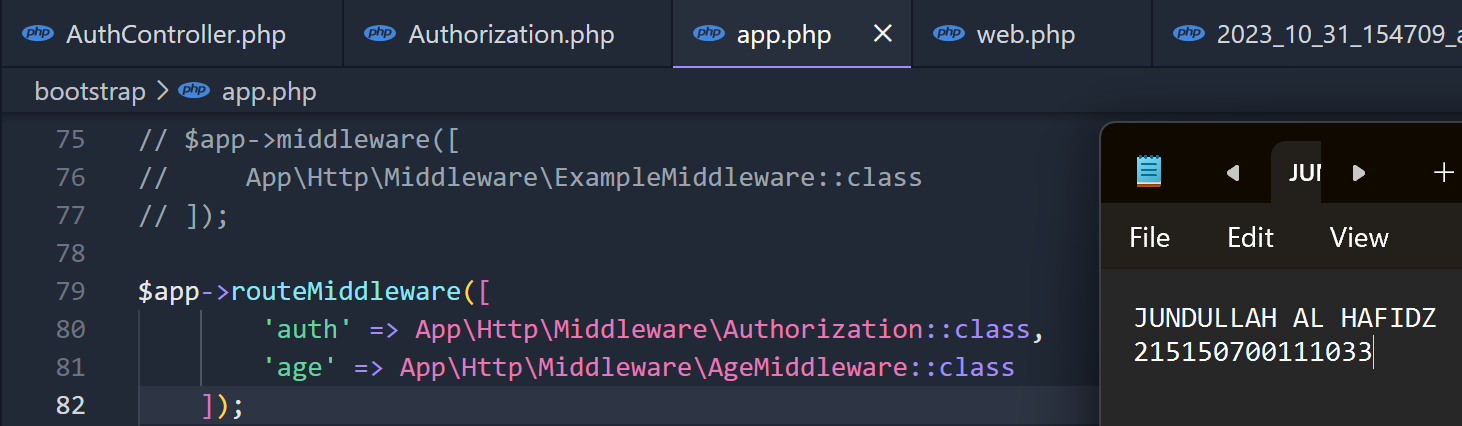 php AuthController.php php Authorization.php php app.php × php web.php php 2023_10_31_154709_a
bootstrap > php app.php
75 // $app->middleware([
76 //     App\Http\Middleware\ExampleMiddleware::class
77 // ]);
78
79 $app->routeMiddleware([
80         'auth' => App\Http\Middleware\Authorization::class,
81         'age' => App\Http\Middleware\AgeMiddleware::class
82     ]);
JUN
File Edit View
JUNDULLAH AL HAFIDZ
215150700111033